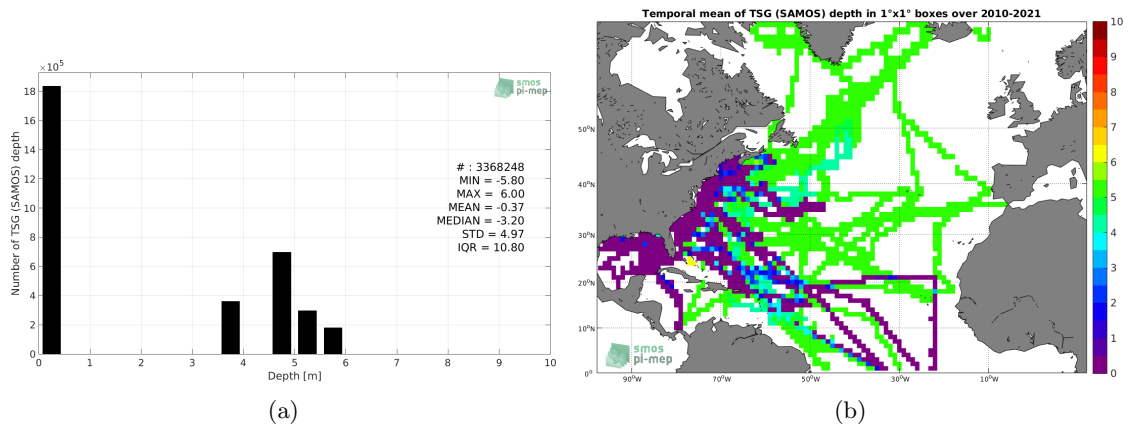 ×10⁵
18
16
14
12
10
8
6
4
2
0
Number of TSG (SAMOS) depth
0 1 2 3 4 5 6 7 8 9 10
Depth [m]
smos
pi-mep
# : 3368248
MIN = -5.80
MAX = 6.00
MEAN = -0.37
MEDIAN = -3.20
STD = 4.97
IQR = 10.80
(a)
Temporal mean of TSG (SAMOS) depth in 1°x1° boxes over 2010-2021
50°N
40°N
30°N
20°N
10°N
0°
90°W 70°W 50°W 30°W 10°W
smos
pi-mep
10
9
8
7
6
5
4
3
2
1
0
(b)